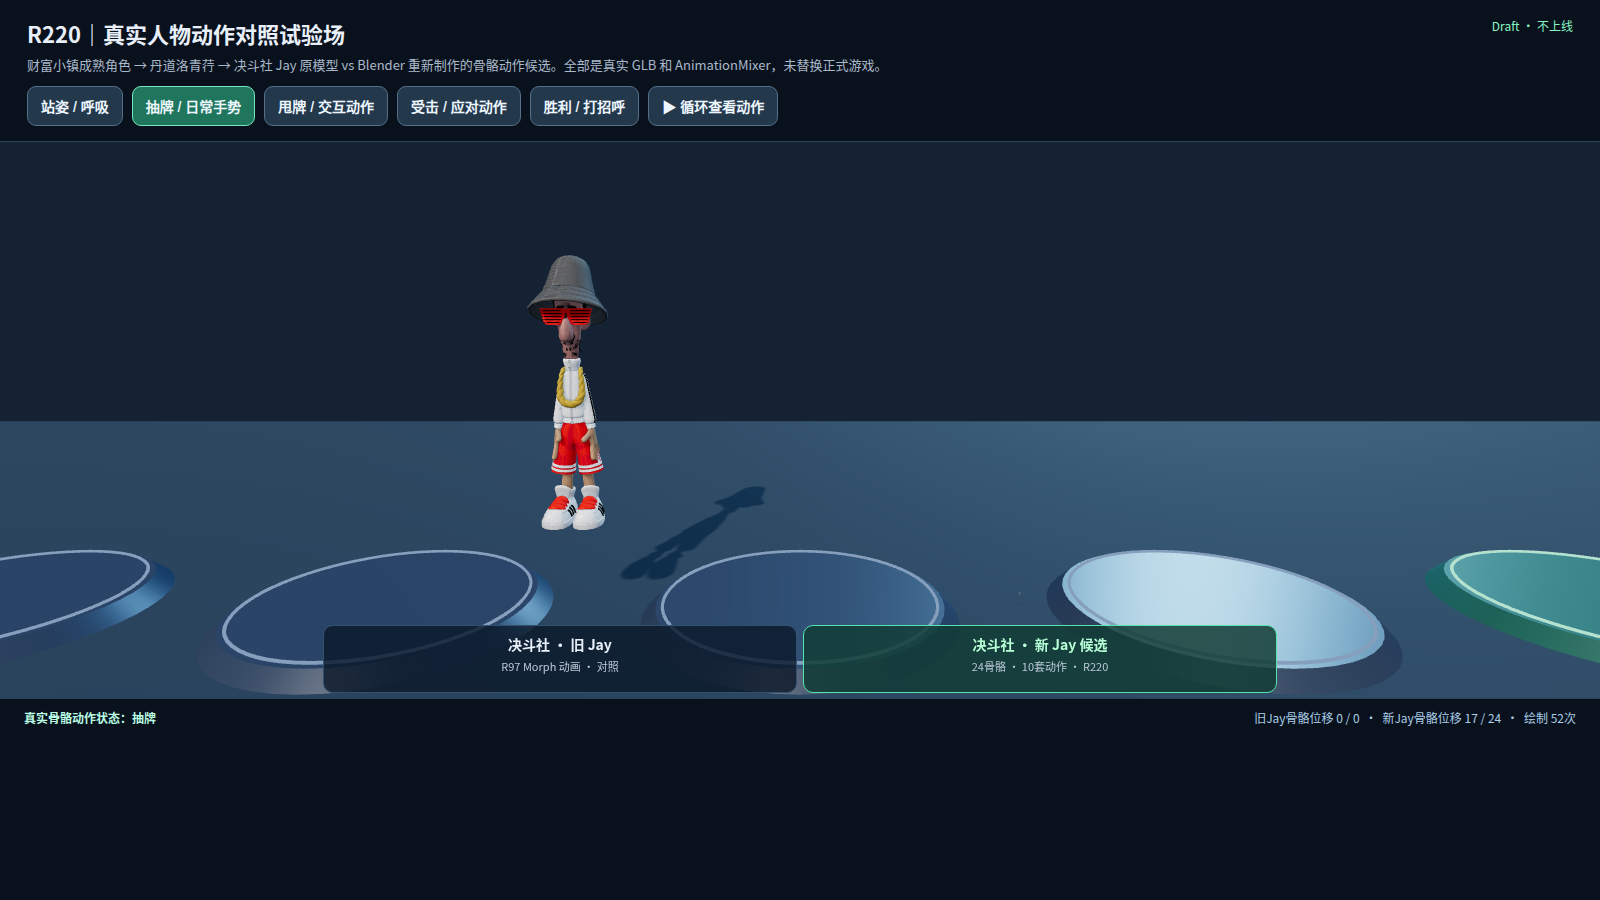 R220｜真实人物动作对照试验场
Draft · 不上线
财富小镇成熟角色 → 丹道洛青荇 → 决斗社 Jay 原模型 vs Blender 重新制作的骨骼动作候选。全部是真实 GLB 和 AnimationMixer，未替换正式游戏。
站姿 / 呼吸
抽牌 / 日常手势
甩牌 / 交互动作
受击 / 应对动作
胜利 / 打招呼
▶ 循环查看动作
决斗社 · 旧 Jay
R97 Morph 动画 · 对照
决斗社 · 新 Jay 候选
24骨骼 · 10套动作 · R220
真实骨骼动作状态：抽牌
旧Jay骨骼位移 0 / 0 · 新Jay骨骼位移 17 / 24 · 绘制 52次